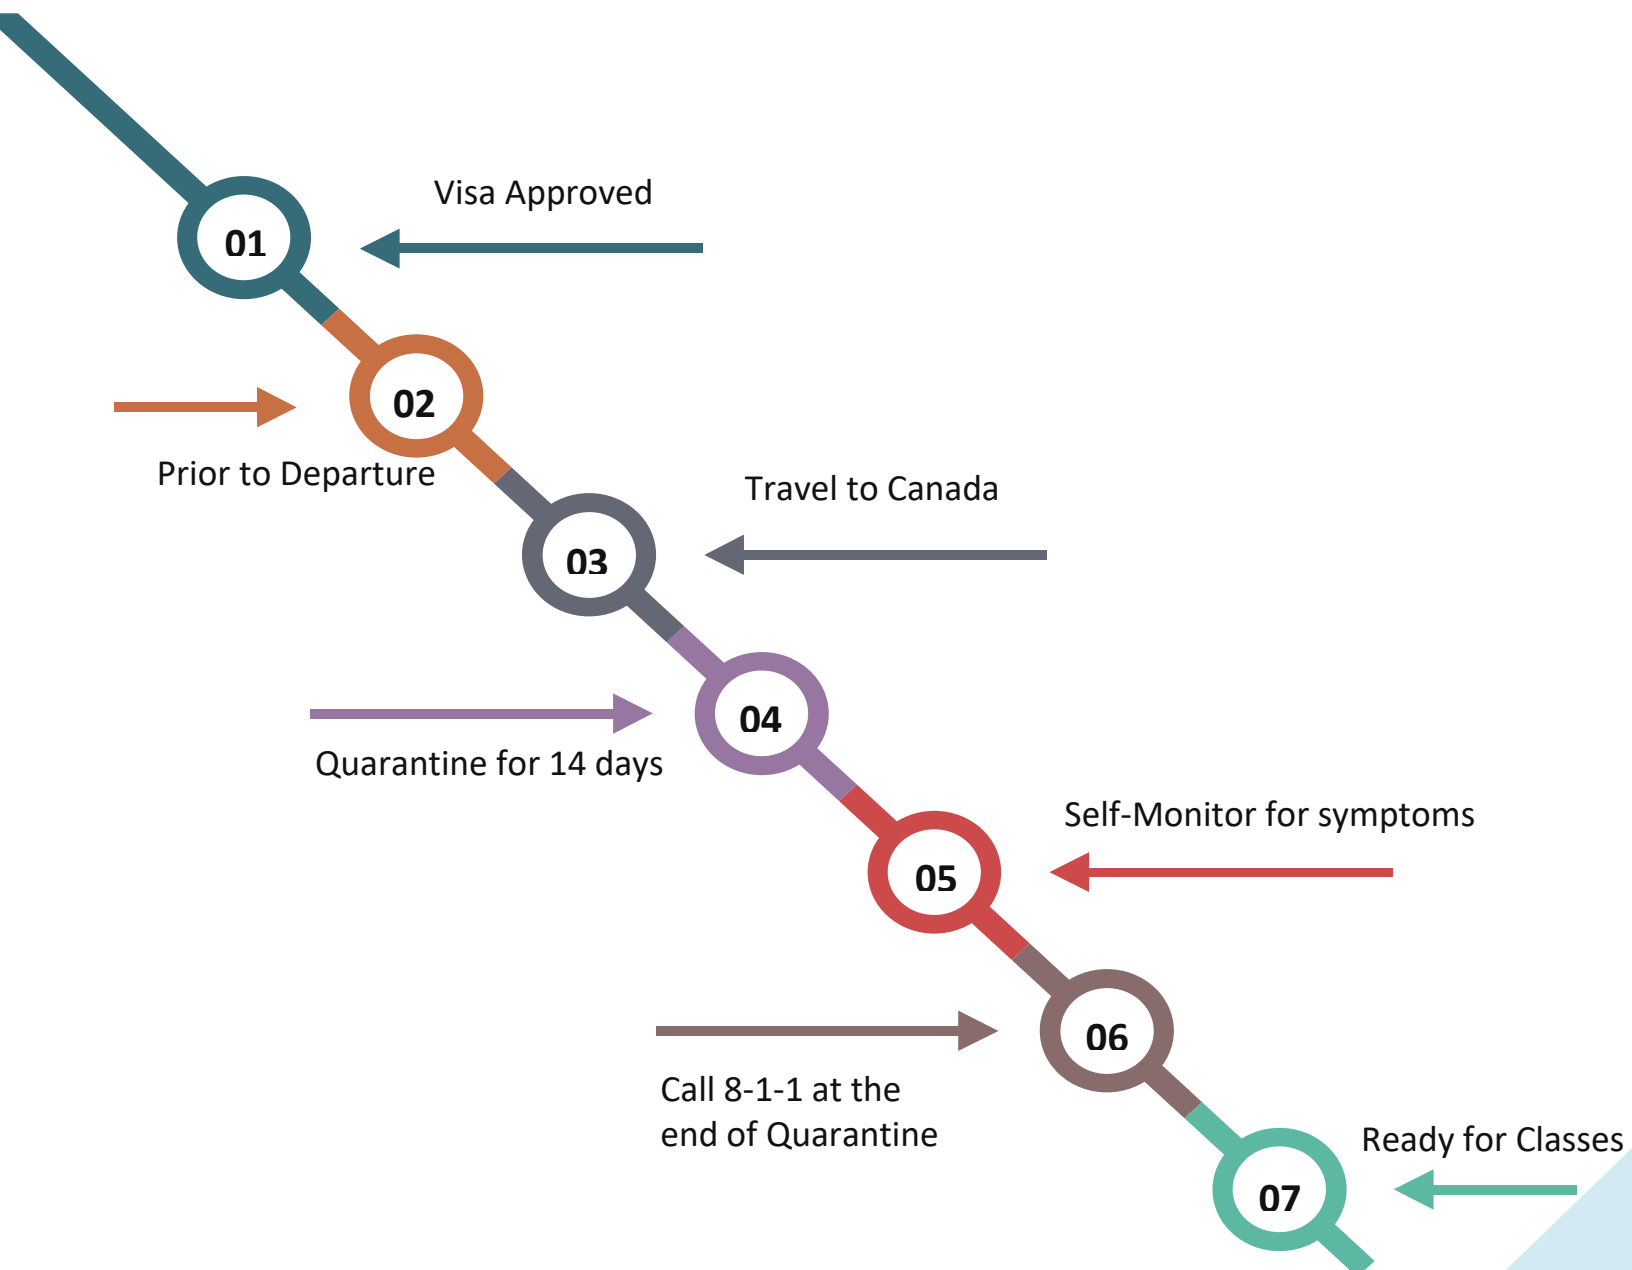 Visa Approved
01
02
Prior to Departure
Travel to Canada
03
04
Quarantine for 14 days
Self-Monitor for symptoms
05
06
Call 8-1-1 at the
end of Quarantine
Ready for Classes
07